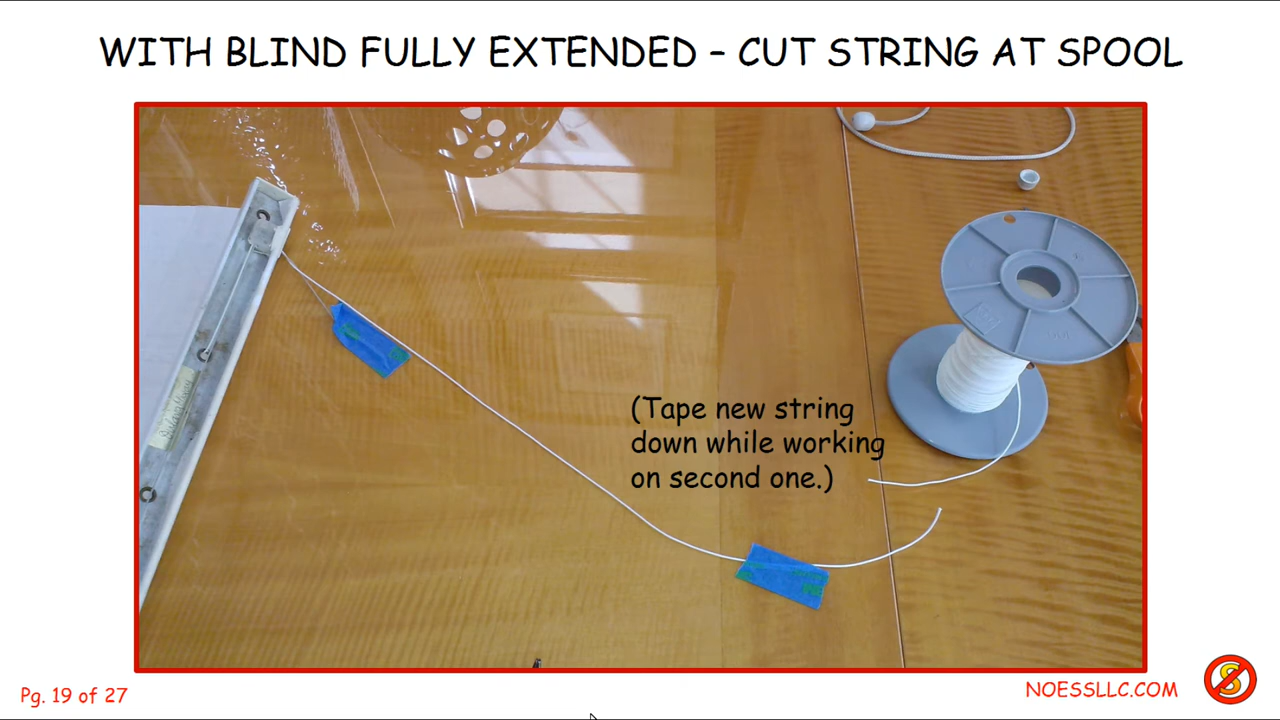 WITH BLIND FULLY EXTENDED – CUT STRING AT SPOOL
(Tape new string
down while working
on second one.)
Pg. 19 of 27
NOESSLLC.COM
S